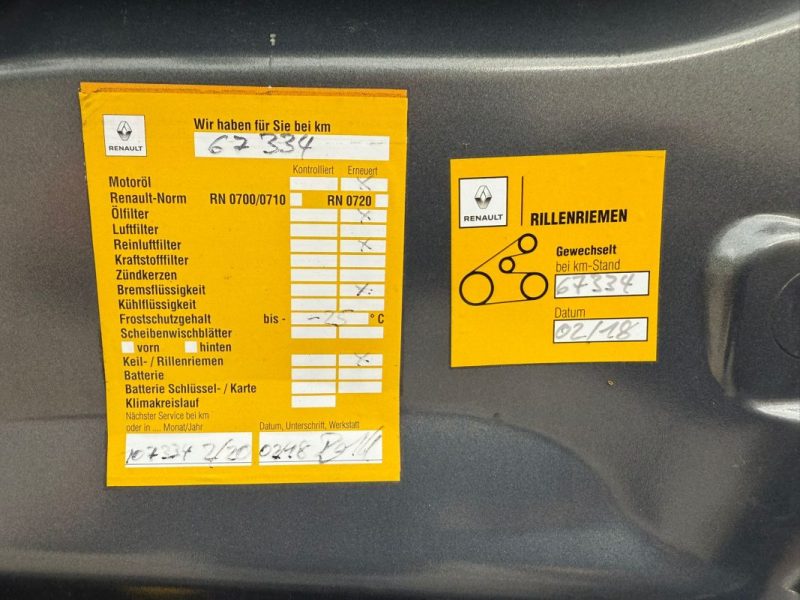 RENAULT
Wir haben für Sie bei km
67 334
Kontrolliert Erneuert
Motoröl x
Renault-Norm RN 0700/0710 RN 0720
Ölfilter x
Luftfilter
Reinluftfilter x
Kraftstofffilter
Zündkerzen
Bremsflüssigkeit x
Kühlflüssigkeit
Frostschutzgehalt bis - -25 °C
Scheibenwischblätter
vorn hinten
Keil- / Rillenriemen x
Batterie
Batterie Schlüssel- / Karte
Klimakreislauf
Nächster Service bei km
oder in .... Monat/Jahr
107334 2/20
Datum, Unterschrift, Werkstatt
0218
RENAULT
RILLENRIEMEN
Gewechselt
bei km-Stand
67334
Datum
02/18